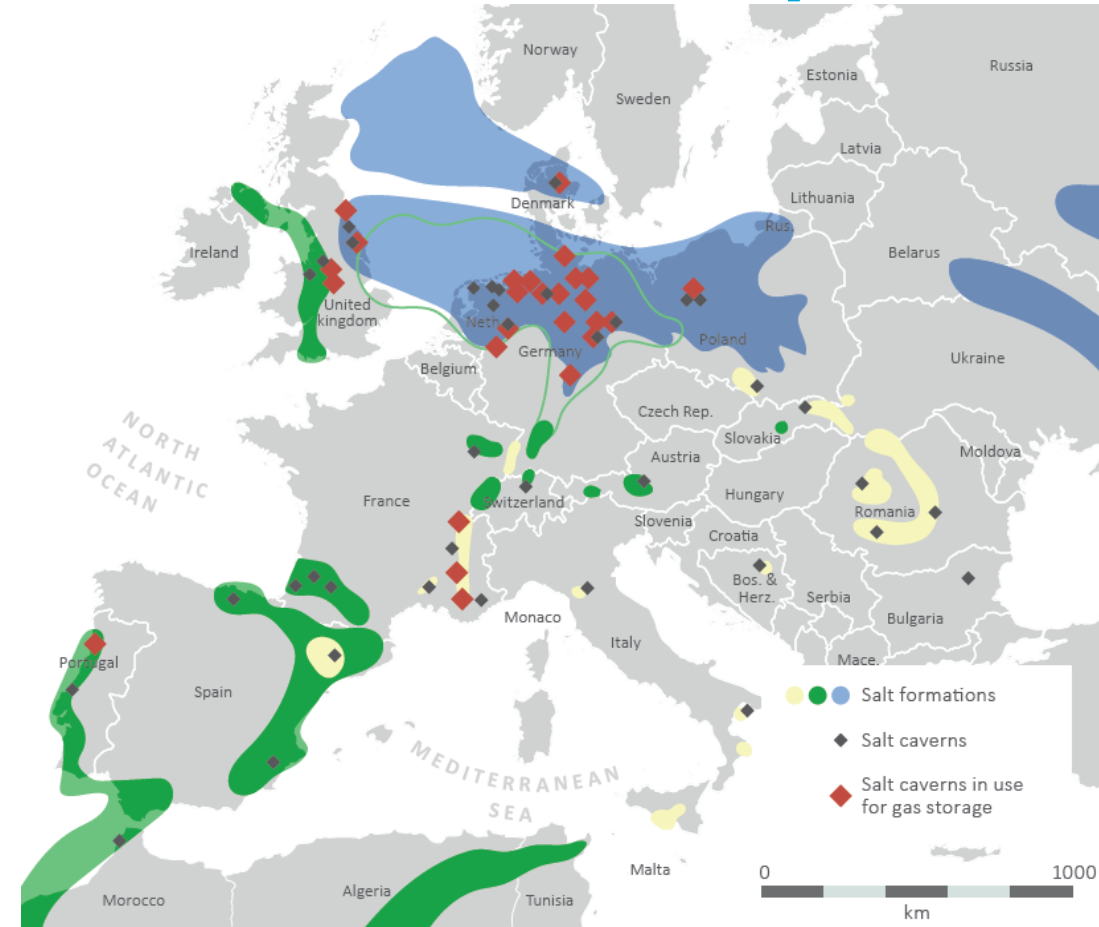 Norway
Russia
Estonia
Sweden
Latvia
Lithuania
Denmark
Rus.
Ireland
Belarus
United
kingdom
Neth.
Poland
Germany
Ukraine
Belgium
Czech Rep.
NORTH
ATLANTIC
OCEAN
Slovakia
Moldova
Austria
France
Switzerland
Hungary
Romania
Slovenia
Croatia
Bos. &
Herz.
Serbia
Monaco
Bulgaria
Italy
Mace.
Portugal
Spain
MEDITERRANEAN
SEA
Salt formations
Salt caverns
Salt caverns in use
for gas storage
Malta
0
1000
km
Morocco
Algeria
Tunisia